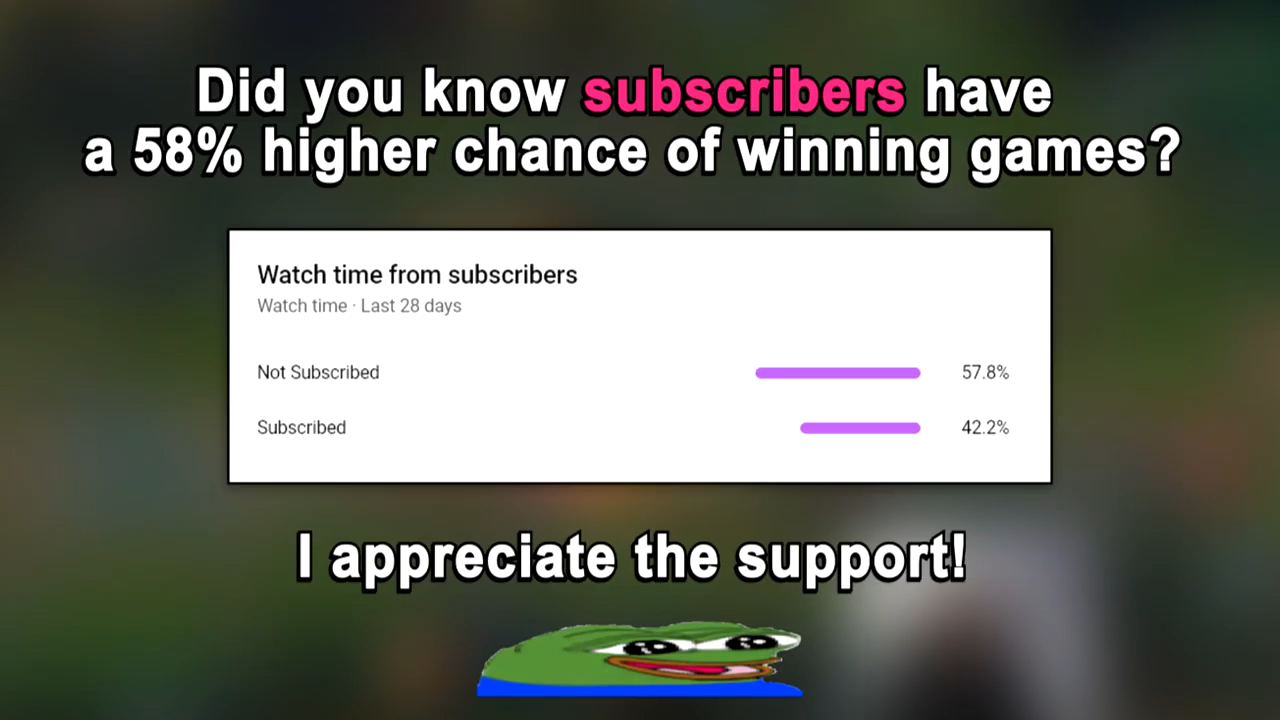 Did you know subscribers have
a 58% higher chance of winning games?
Watch time from subscribers
Watch time · Last 28 days
Not Subscribed 57.8%
Subscribed 42.2%
I appreciate the support!